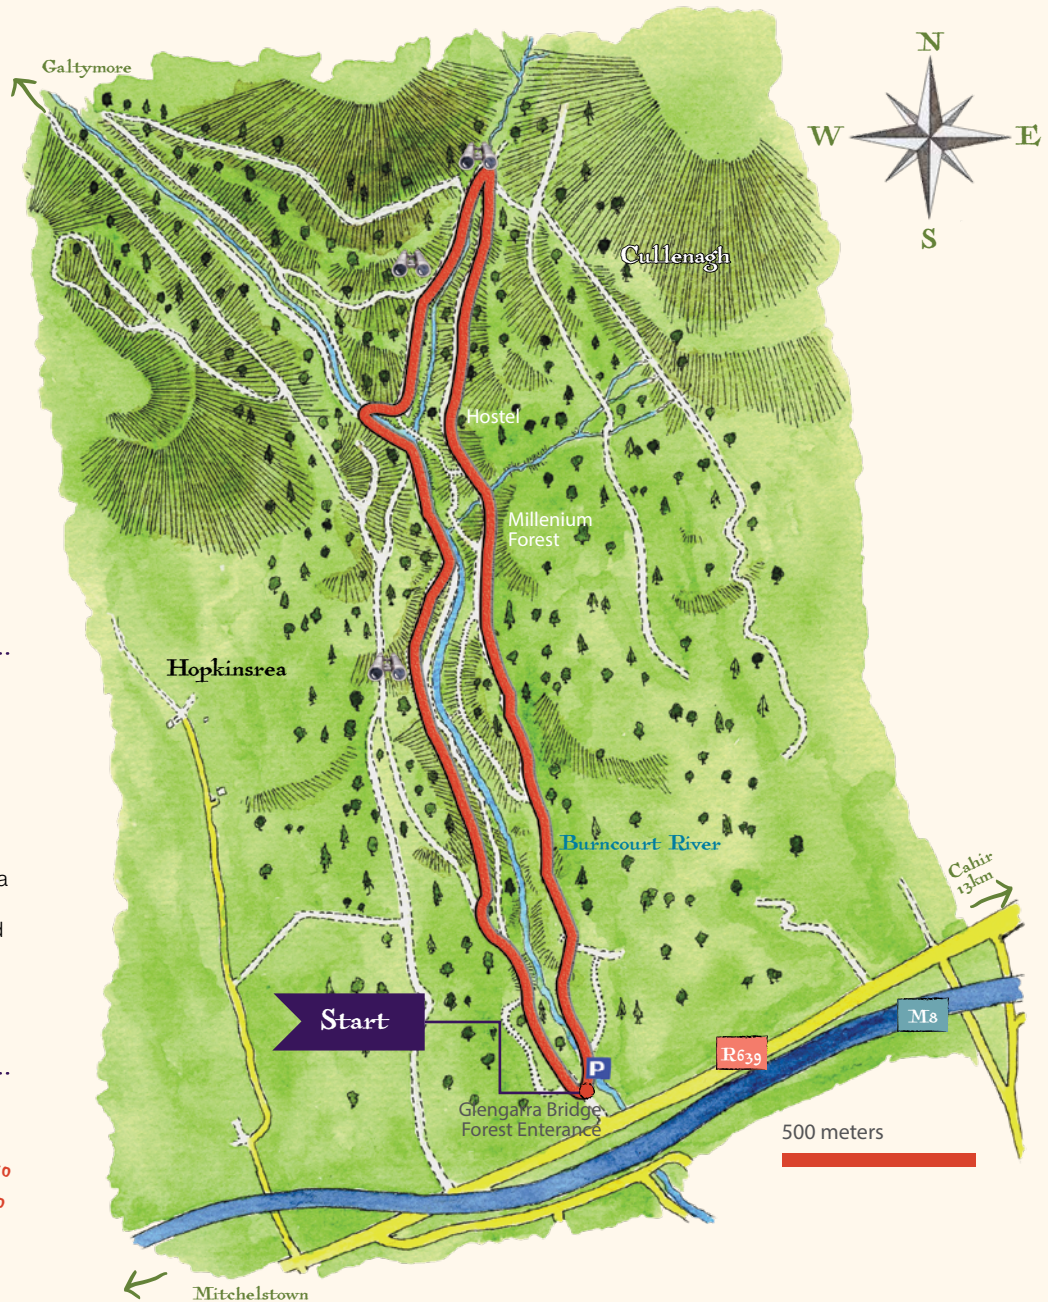 Galtymore
N
W
E
S
Cullenagh
Hostel
Millenium
Forest
Hopkinsrea
a
Burncourt River
Cahir
13km
Start
M8
R639
P
Glengarra Bridge
Forest Entrance
500 meters
Mitchelstown